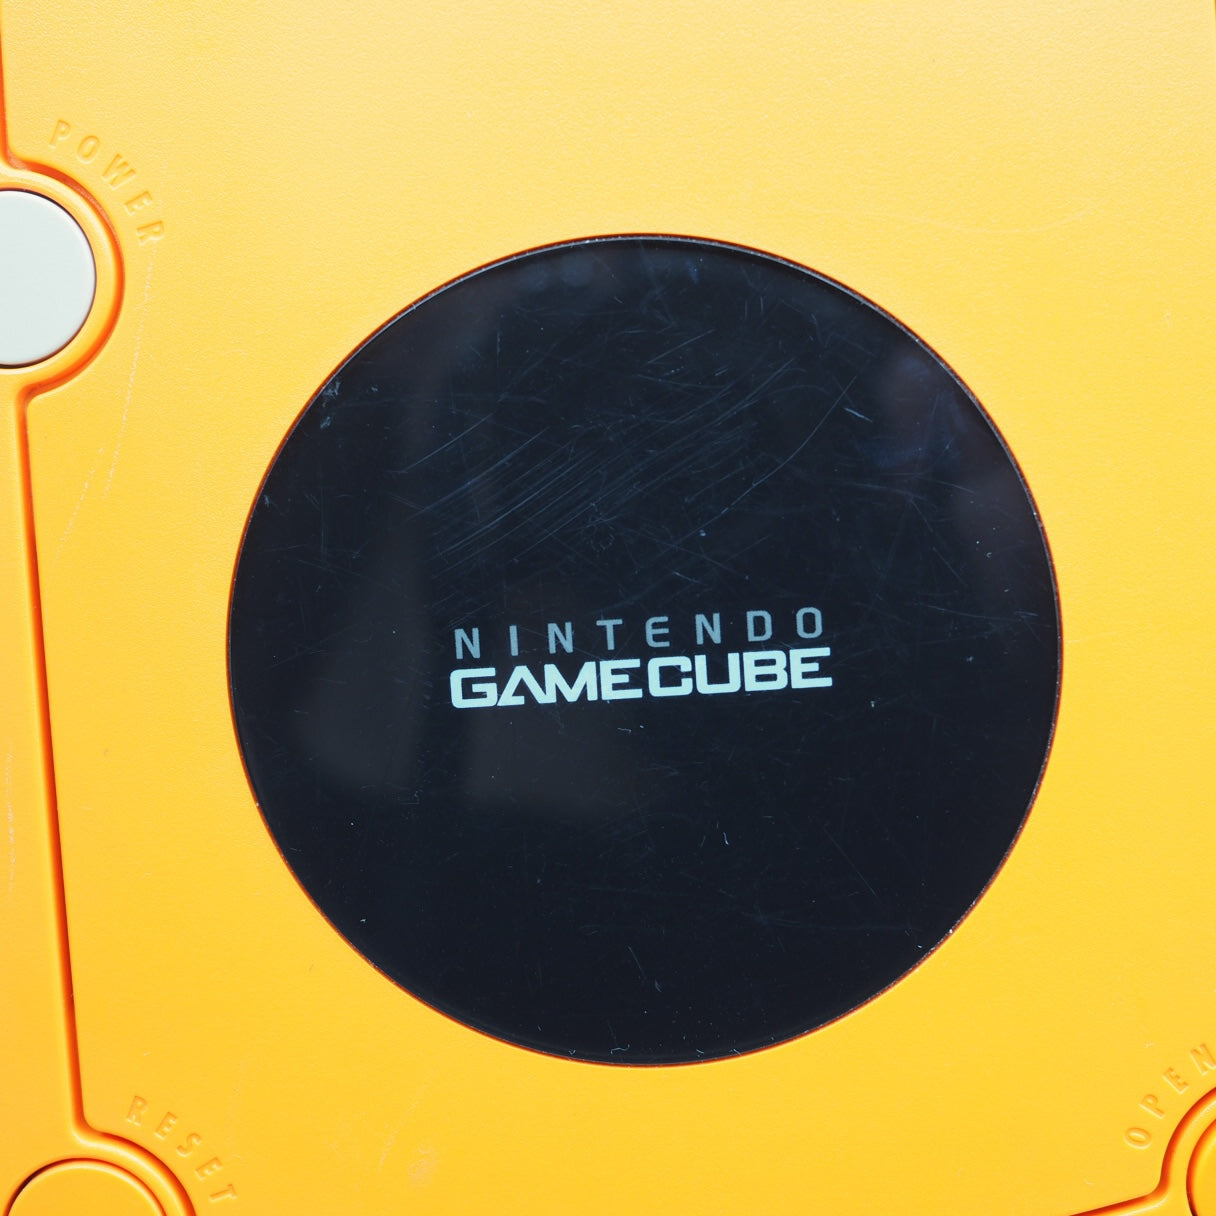 POWER
NINTENDO
GAMECUBE
OPEN
RESET